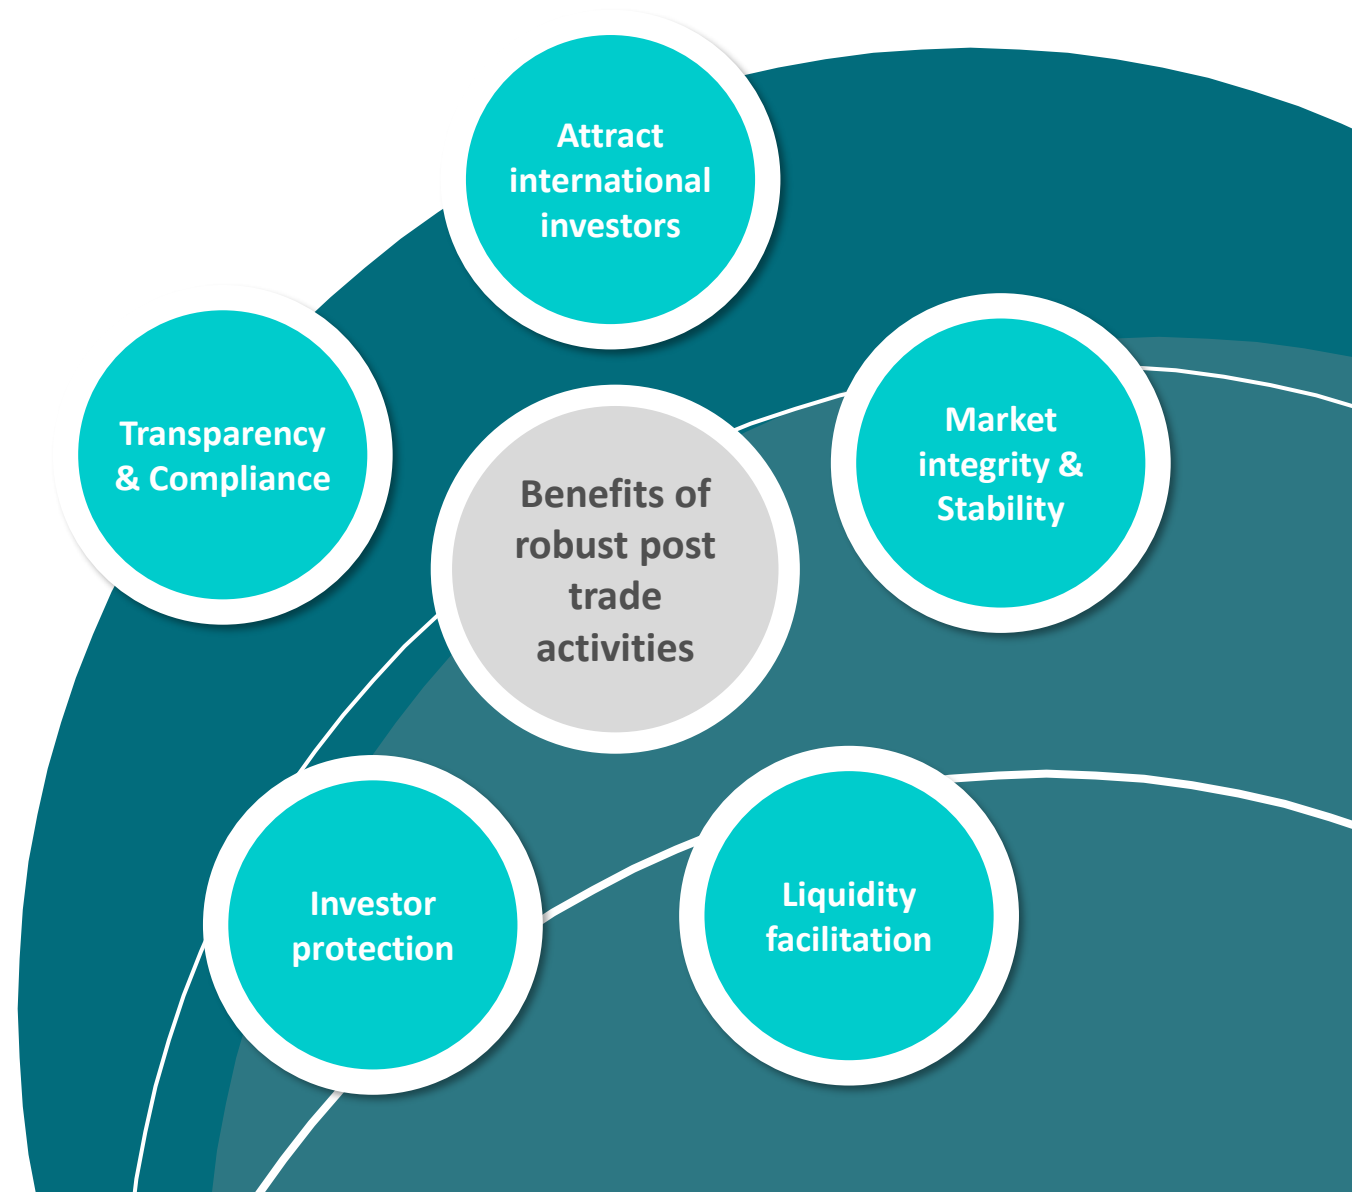 Attract
international
investors
Transparency
& Compliance
Market
integrity &
Stability
Benefits of
robust post
trade
activities
Investor
protection
Liquidity
facilitation